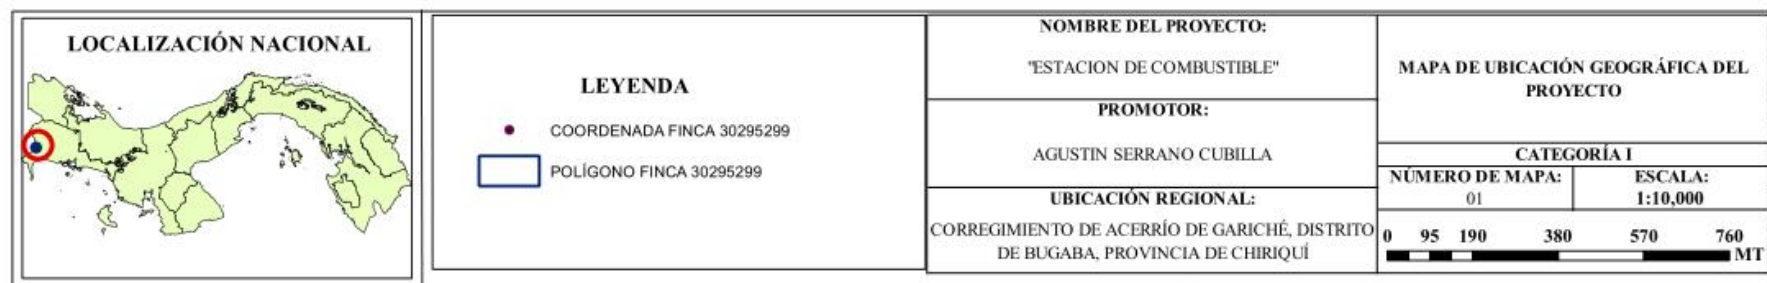 LOCALIZACIÓN NACIONAL
LEYENDA
COORDENADA FINCA 30295299
POLÍGONO FINCA 30295299
NOMBRE DEL PROYECTO:
"ESTACION DE COMBUSTIBLE"
PROMOTOR:
AGUSTIN SERRANO CUBILLA
UBICACIÓN REGIONAL:
CORREGIMIENTO DE ACERRÍO DE GARICHÉ, DISTRITO
DE BUGABA, PROVINCIA DE CHIRIQUÍ
MAPA DE UBICACIÓN GEOGRÁFICA DEL
PROYECTO
CATEGORÍA I
NÚMERO DE MAPA:
01
ESCALA:
1:10,000
0 95 190 380 570 760
MT